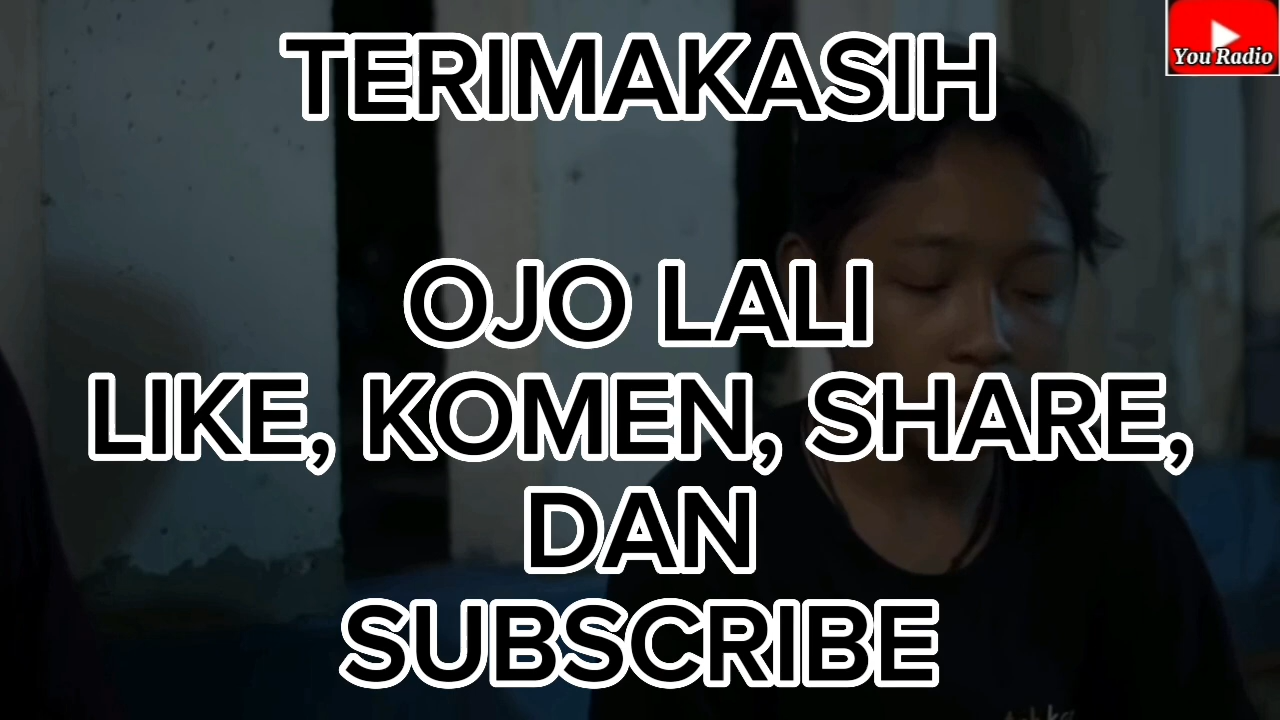 You Radio
TERIMAKASIH
OJO LALI
LIKE, KOMEN, SHARE,
DAN
SUBSCRIBE